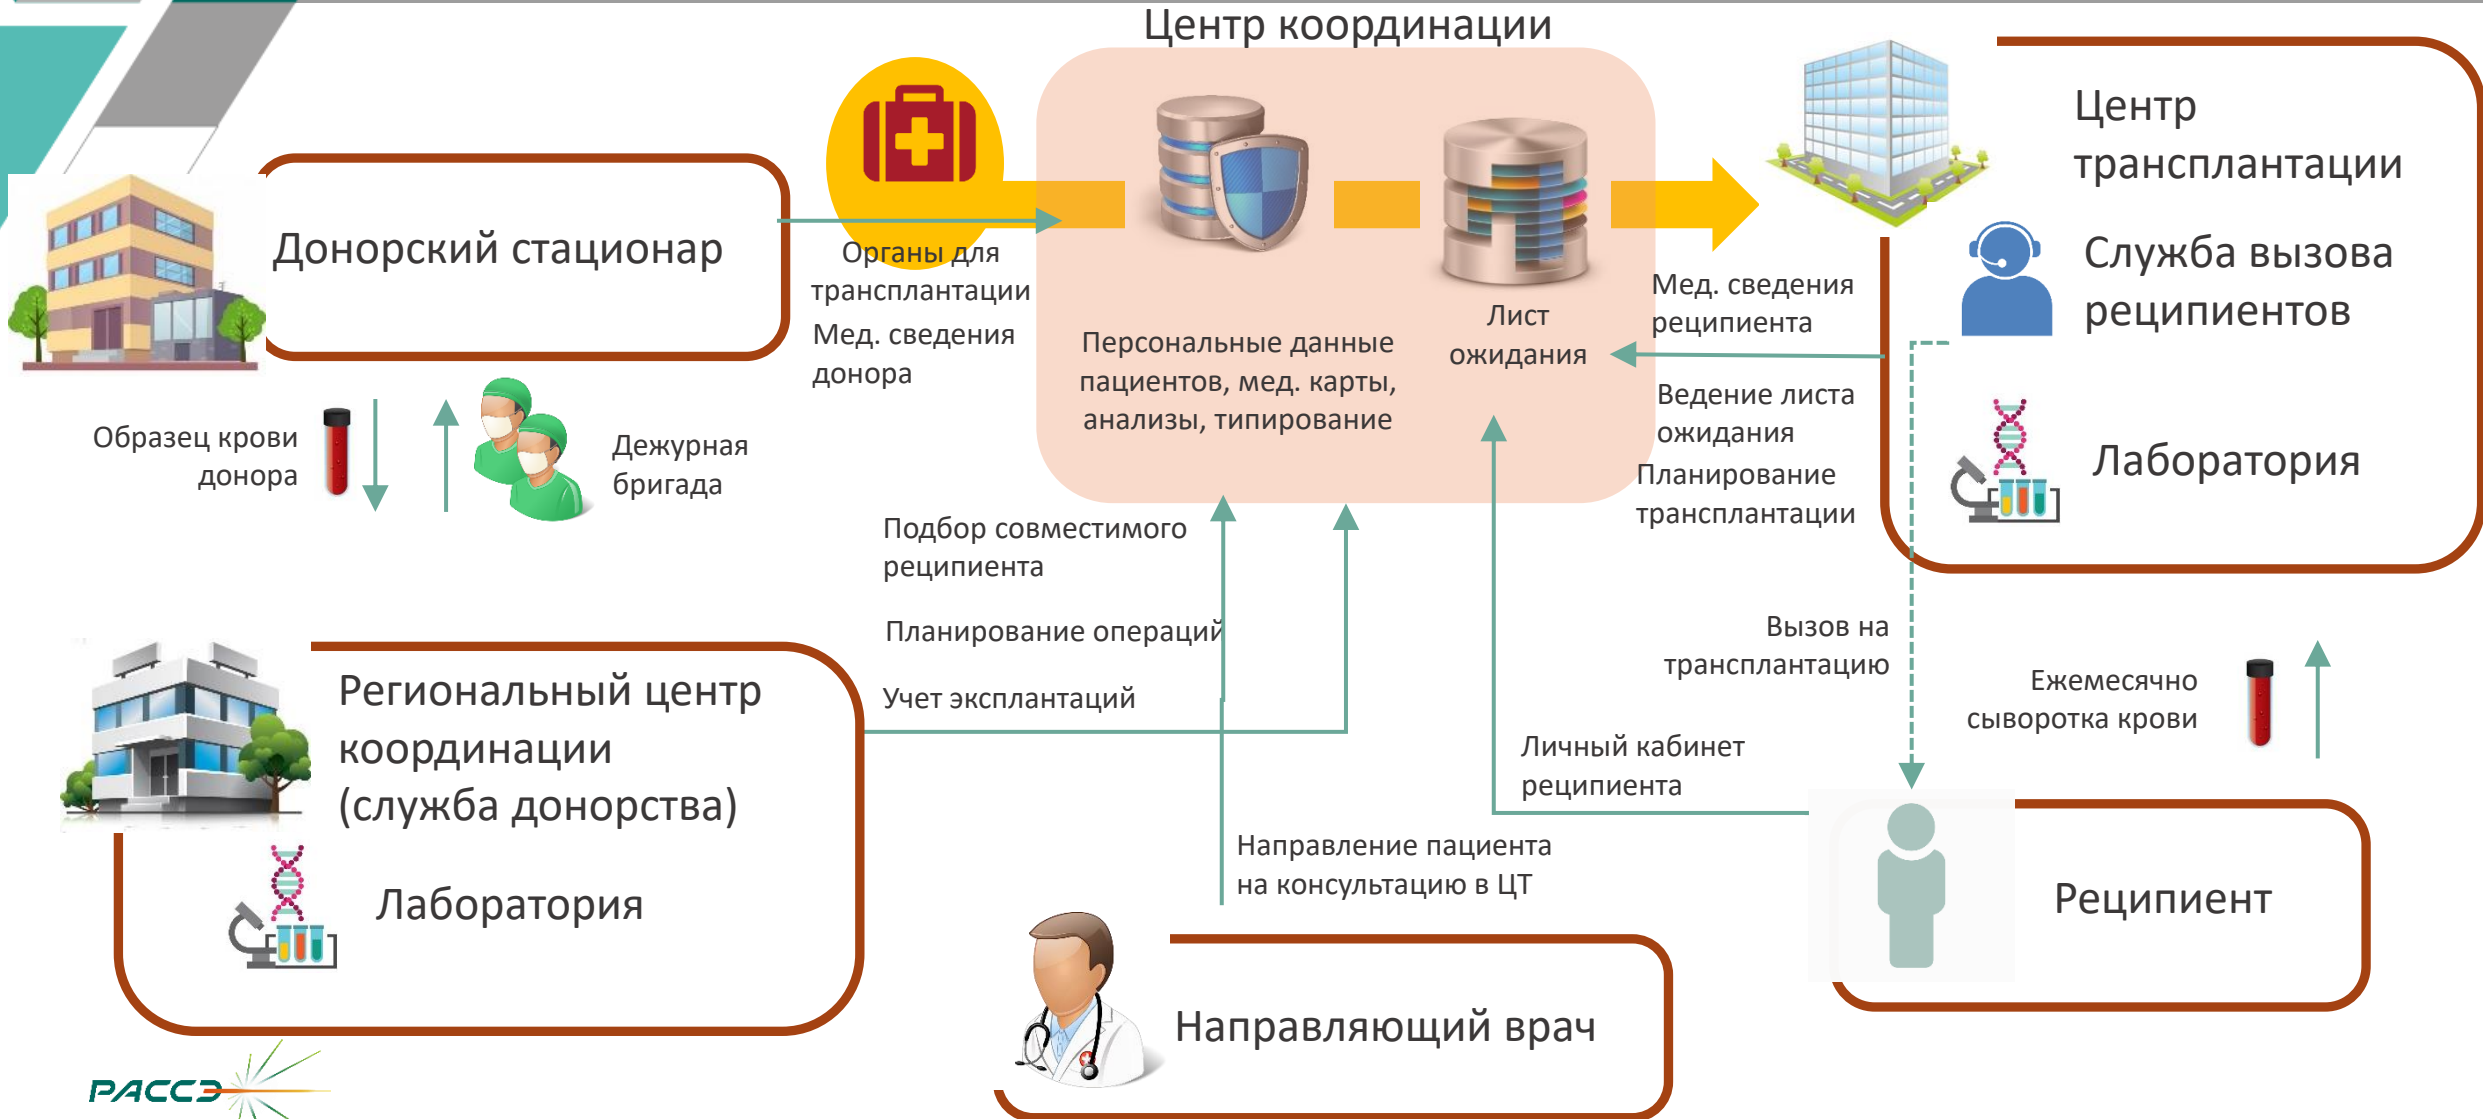 Центр координации
Центр
трансплантации
Служба вызова
реципиентов
Лаборатория
Донорский стационар
Органы для
трансплантации
Мед. сведения
донора
Персональные данные
пациентов, мед. карты,
анализы, типирование
Лист
ожидания
Мед. сведения
реципиента
Ведение листа
ожидания
Планирование
трансплантации
Образец крови
донора
Дежурная
бригада
Подбор совместимого
реципиента
Планирование операций
Учет эксплантаций
Вызов на
трансплантацию
Ежемесячно
сыворотка крови
Региональный центр
координации
(служба донорства)
Лаборатория
Личный кабинет
реципиента
Направление пациента
на консультацию в ЦТ
Реципиент
Направляющий врач
РАССЭ